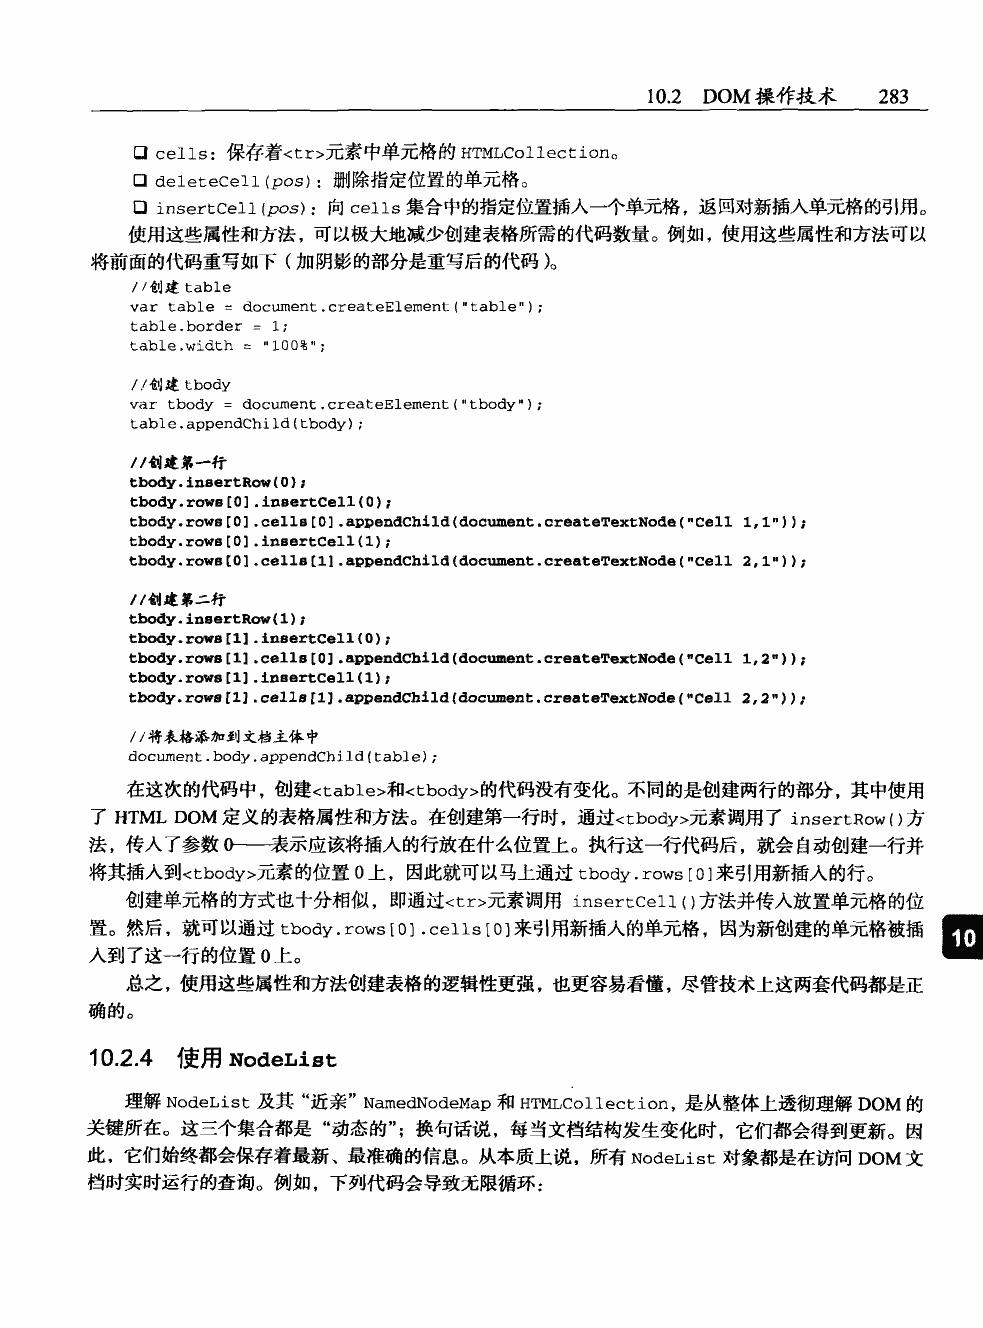 10.2 DOM 操作技术 283
❑ cells：保存着<tr>元素中单元格的 HTMLCollection。
❑ deleteCell(pos)：删除指定位置的单元格。
❑ insertCell(pos)：向 cells 集合中的指定位置插入一个单元格，返回对新插入单元格的引用。
使用这些属性和方法，可以极大地减少创建表格所需的代码数量。例如，使用这些属性和方法可以
将前面的代码重写如下（加阴影的部分是重写后的代码）。
//创建 table
var table = document.createElement("table");
table.border = 1;
table.width = "100%";
//创建 tbody
var tbody = document.createElement("tbody");
table.appendChild(tbody);
//创建第一行
tbody.insertRow(0);
tbody.rows[0].insertCell(0);
tbody.rows[0].cells[0].appendChild(document.createTextNode("Cell 1,1"));
tbody.rows[0].insertCell(1);
tbody.rows[0].cells[1].appendChild(document.createTextNode("Cell 2,1"));
//创建第二行
tbody.insertRow(1);
tbody.rows[1].insertCell(0);
tbody.rows[1].cells[0].appendChild(document.createTextNode("Cell 1,2"));
tbody.rows[1].insertCell(1);
tbody.rows[1].cells[1].appendChild(document.createTextNode("Cell 2,2"));
//将表格添加到文档主体中
document.body.appendChild(table);
在这次的代码中，创建<table>和<tbody>的代码没有变化。不同的是创建两行的部分，其中使用
了 HTML DOM 定义的表格属性和方法。在创建第一行时，通过<tbody>元素调用了 insertRow()方
法，传入了参数 0——表示应该将插入的行放在什么位置上。执行这一行代码后，就会自动创建一行并
将其插入到<tbody>元素的位置 0 上，因此就可以马上通过 tbody.rows[0]来引用新插入的行。
创建单元格的方式也十分相似，即通过<tr>元素调用 insertCell()方法并传入放置单元格的位
置。然后，就可以通过 tbody.rows[0].cells[0]来引用新插入的单元格，因为新创建的单元格被插
入到了这一行的位置 0 上。
总之，使用这些属性和方法创建表格的逻辑性更强，也更容易看懂，尽管技术上这两套代码都是正
确的。
10
10.2.4 使用 NodeList
理解 NodeList 及其“近亲”NamedNodeMap 和 HTMLCollection，是从整体上透彻理解 DOM 的
关键所在。这三个集合都是“动态的”；换句话说，每当文档结构发生变化时，它们都会得到更新。因
此，它们始终都会保存着最新、最准确的信息。从本质上说，所有 NodeList 对象都是在访问 DOM 文
档时实时运行的查询。例如，下列代码会导致无限循环：